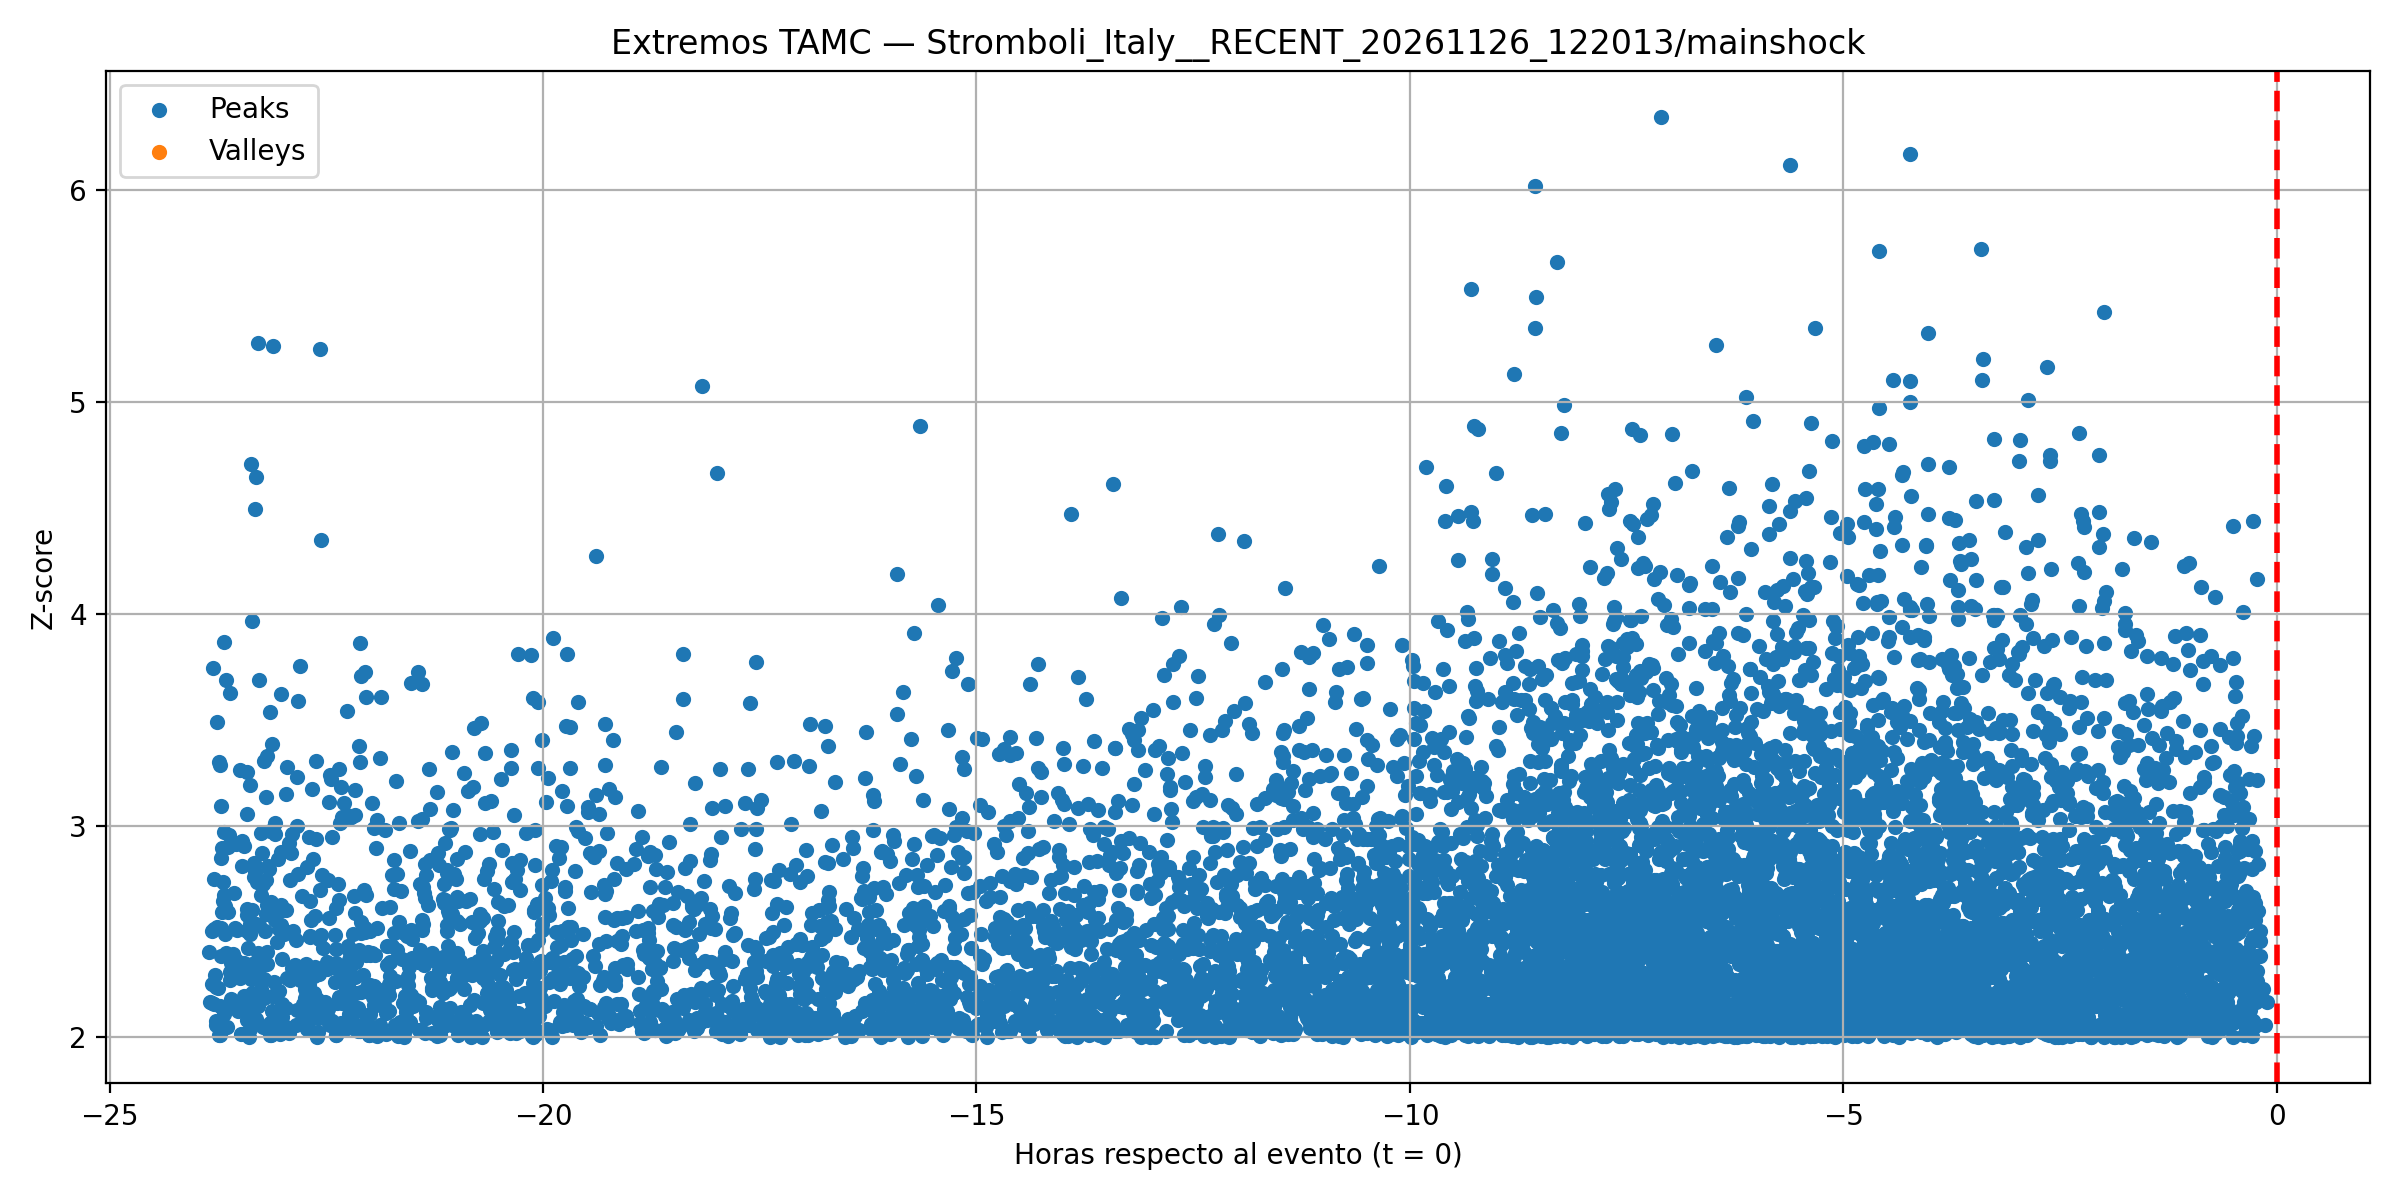 Extremos TAMC — Stromboli_Italy__RECENT_20261126_122013/mainshock
Peaks
Valleys
6
5
4
3
2
Z-score
−25
−20
−15
−10
−5
0
Horas respecto al evento (t = 0)